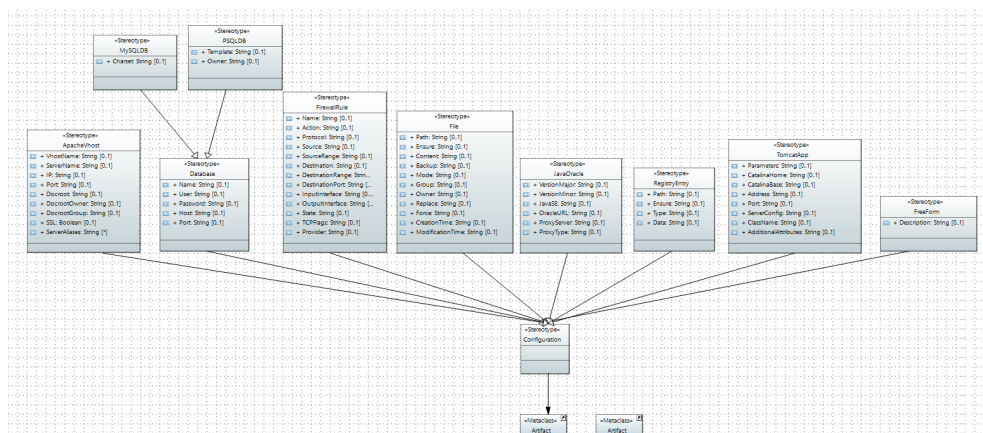 «Stereotype»
MySQLDB
+ Charset: String [0..1]
«Stereotype»
PSQLDB
+ Template: String [0..1]
+ Owner: String [0..1]
«Stereotype»
ApacheVhost
+ VhostName: String [0..1]
+ ServerName: String [0..1]
+ IP: String [0..1]
+ Port: String [0..1]
+ Docroot: String [0..1]
+ DocrootOwner: String [0..1]
+ DocrootGroup: String [0..1]
+ SSL: Boolean [0..1]
+ ServerAliases: String [*]
«Stereotype»
Database
+ Name: String [0..1]
+ User: String [0..1]
+ Password: String [0..1]
+ Host: String [0..1]
+ Port: String [0..1]
«Stereotype»
FirewallRule
+ Name: String [0..1]
+ Action: String [0..1]
+ Protocol: String [0..1]
+ Source: String [0..1]
+ SourceRange: String [0..1]
+ Destination: String [0..1]
+ DestinationRange: Strin...
+ DestinationPort: String [...
+ InputInterface: String [0...
+ OutputInterface: String [...
+ State: String [0..1]
+ TCPFlags: String [0..1]
+ Provider: String [0..1]
«Stereotype»
File
+ Path: String [0..1]
+ Ensure: String [0..1]
+ Content: String [0..1]
+ Backup: String [0..1]
+ Mode: String [0..1]
+ Group: String [0..1]
+ Owner: String [0..1]
+ Replace: String [0..1]
+ Force: String [0..1]
+ CreationTime: String [0..1]
+ ModificationTime: String [0..1]
«Stereotype»
JavaOracle
+ VersionMajor: String [0..1]
+ VersionMinor: String [0..1]
+ JavaSE: String [0..1]
+ OracleURL: String [0..1]
+ ProxyServer: String [0..1]
+ ProxyType: String [0..1]
«Stereotype»
RegistryEntry
+ Path: String [0..1]
+ Ensure: String [0..1]
+ Type: String [0..1]
+ Data: String [0..1]
«Stereotype»
TomcatApp
+ Parameters: String [0..1]
+ CatalinaHome: String [0..1]
+ CatalinaBase: String [0..1]
+ Address: String [0..1]
+ Port: String [0..1]
+ ServerConfig: String [0..1]
+ ClassName: String [0..1]
+ AdditionalAttributes: String [0..1]
«Stereotype»
FreeForm
+ Description: String [0..1]
«Stereotype»
Configuration
«Metaclass»
Artifact
«Metaclass»
Artifact